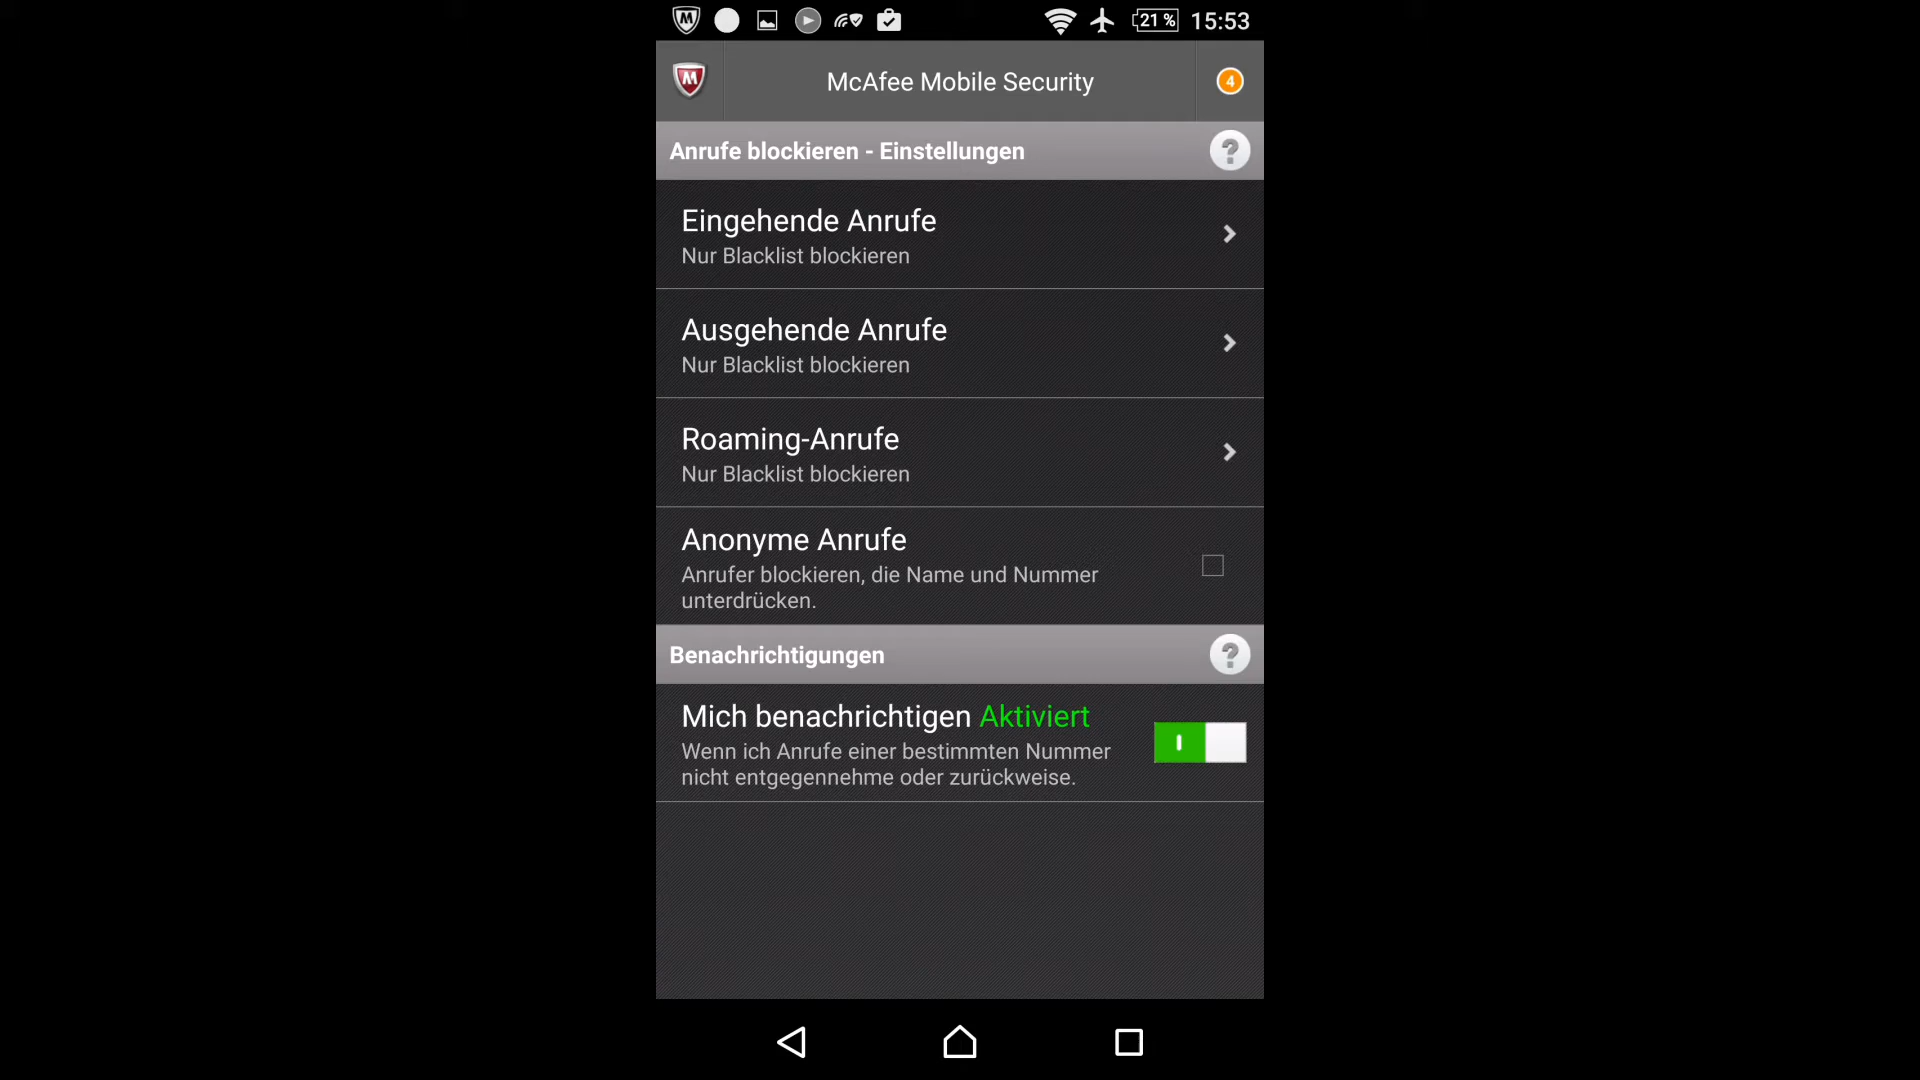 21 % 15:53
McAfee Mobile Security
4
Anrufe blockieren - Einstellungen
?
Eingehende Anrufe
Nur Blacklist blockieren
Ausgehende Anrufe
Nur Blacklist blockieren
Roaming-Anrufe
Nur Blacklist blockieren
Anonyme Anrufe
Anrufer blockieren, die Name und Nummer
unterdrücken.
Benachrichtigungen
?
Mich benachrichtigen Aktiviert
Wenn ich Anrufe einer bestimmten Nummer
nicht entgegennehme oder zurückweise.